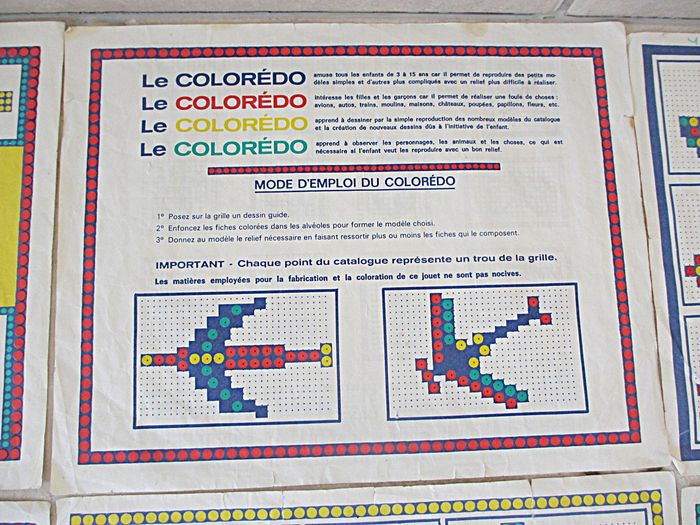 Le COLORÉDO amuse tous les enfants de 3 à 15 ans car il permet de reproduire des petits mo-
dèles simples et d'autres plus compliqués avec un relief plus difficile à réaliser.
Le COLORÉDO intéresse les filles et les garçons car il permet de réaliser une foule de choses :
avions, autos, trains, moulins, maisons, châteaux, poupées, papillons, fleurs, etc.
Le COLORÉDO apprend à dessiner par la simple reproduction des nombreux modèles du catalogue
et la création de nouveaux dessins dûs à l'initiative de l'enfant.
Le COLORÉDO apprend à observer les personnages, les animaux et les choses, ce qui est
nécessaire si l'enfant veut les reproduire avec un bon relief.
MODE D'EMPLOI DU COLORÉDO
1° Posez sur la grille un dessin guide.
2° Enfoncez les fiches colorées dans les alvéoles pour former le modèle choisi.
3° Donnez au modèle le relief nécessaire en faisant ressortir plus ou moins les fiches qui le composent.
IMPORTANT - Chaque point du catalogue représente un trou de la grille.
Les matières employées pour la fabrication et la coloration de ce jouet ne sont pas nocives.